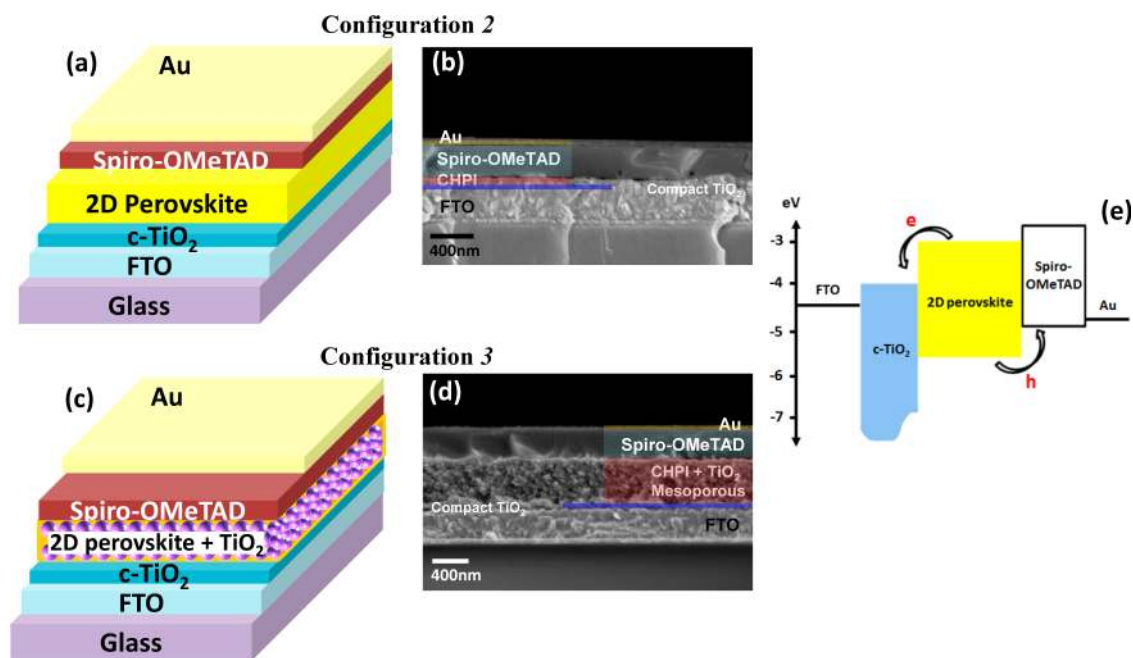 Configuration 2
(a)
Au
Spiro-OMeTAD
2D Perovskite
c-TiO₂
FTO
Glass
(b)
Au
Spiro-OMeTAD
CHPI
Compact TiO₂
FTO
400nm
Configuration 3
(c)
Au
Spiro-OMeTAD
2D perovskite + TiO₂
c-TiO₂
FTO
Glass
(d)
Au
Spiro-OMeTAD
CHPI + TiO₂
Mesoporous
Compact TiO₂
FTO
400nm
(e)
eV
-3
-4
-5
-6
-7
FTO
c-TiO₂
e
2D perovskite
h
Spiro-
OMeTAD
Au